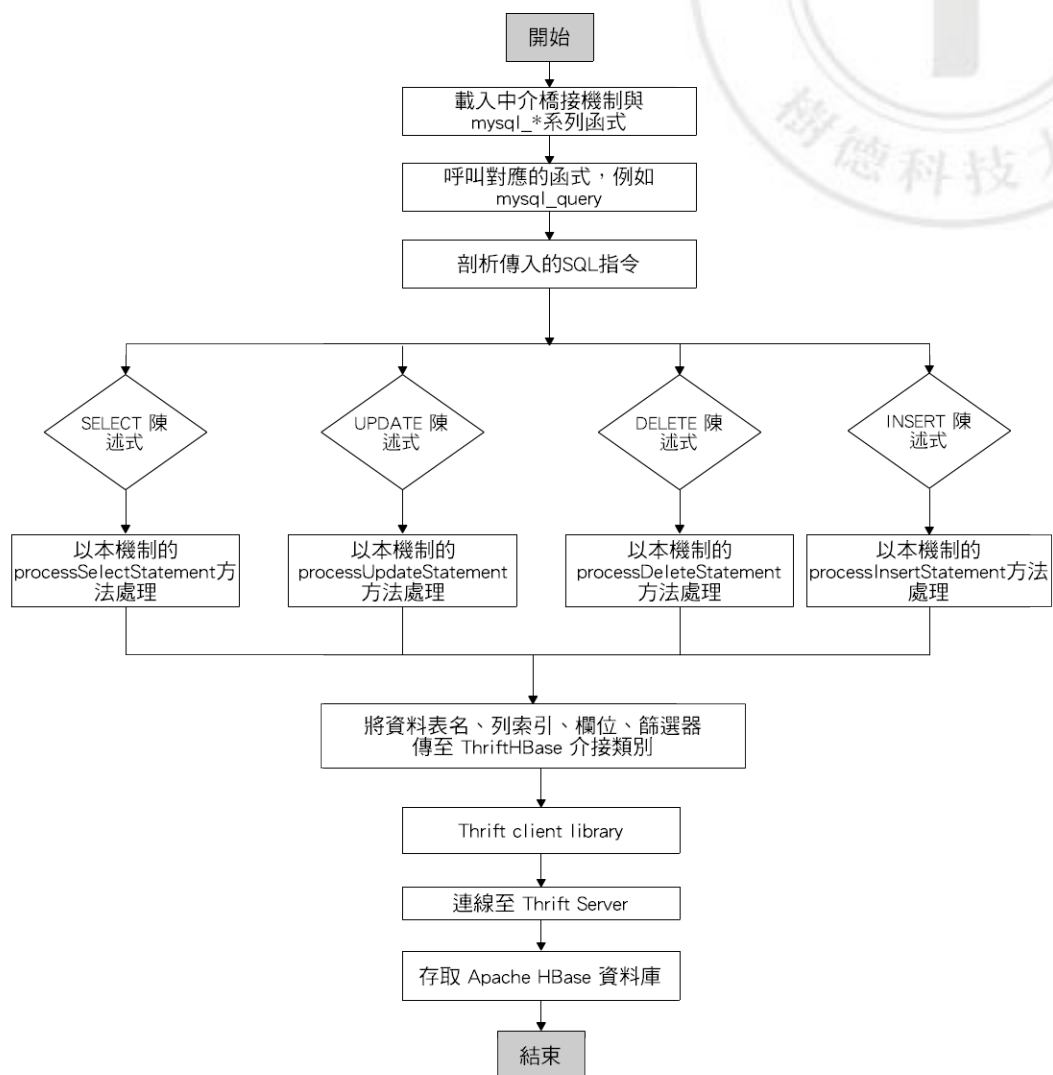 開始
載入中介橋接機制與
mysql_*系列函式
呼叫對應的函式，例如
mysql_query
剖析傳入的SQL指令
SELECT 陳
述式
UPDATE 陳
述式
DELETE 陳
述式
INSERT 陳
述式
以本機制的
processSelectStatement方
法處理
以本機制的
processUpdateStatement
方法處理
以本機制的
processDeleteStatement
方法處理
以本機制的
processInsertStatement方法
處理
將資料表名、列索引、欄位、篩選器
傳至 ThriftHBase 介接類別
Thrift client library
連線至 Thrift Server
存取 Apache HBase 資料庫
結束
樹德科技大